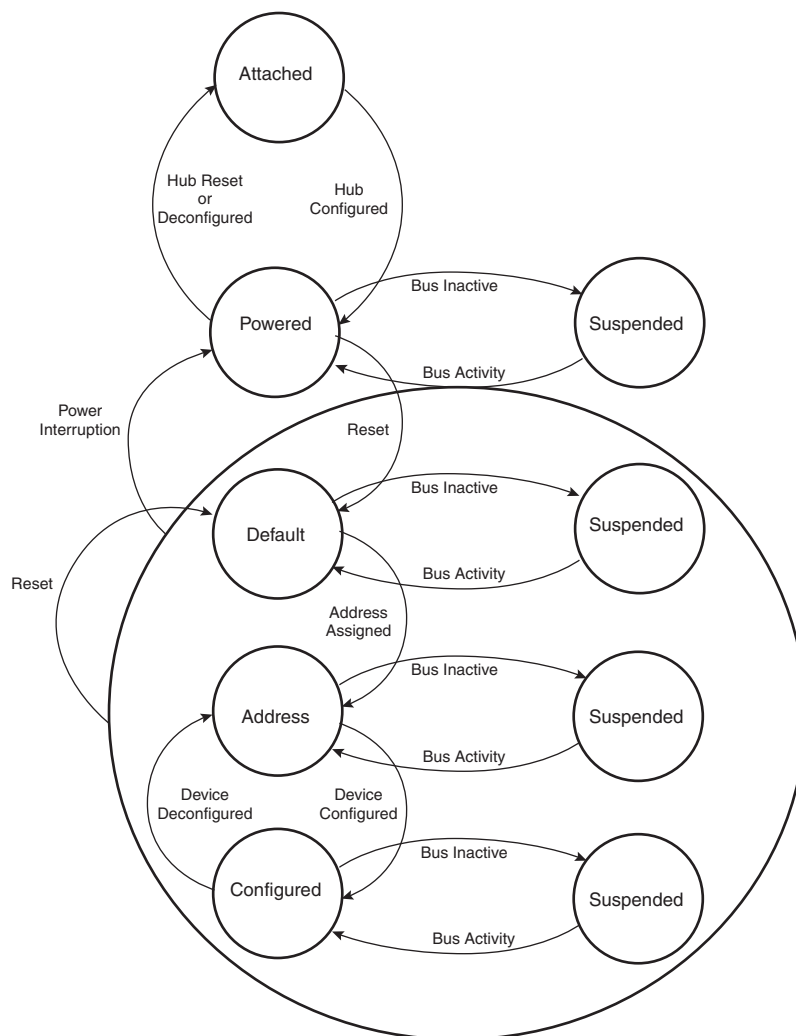 Attached
Hub Reset
or
Deconfigured
Hub
Configured
Bus Inactive
Powered
Suspended
Bus Activity
Power
Interruption
Reset
Bus Inactive
Default
Suspended
Bus Activity
Reset
Address
Assigned
Bus Inactive
Address
Suspended
Bus Activity
Device
Deconfigured
Device
Configured
Bus Inactive
Configured
Suspended
Bus Activity